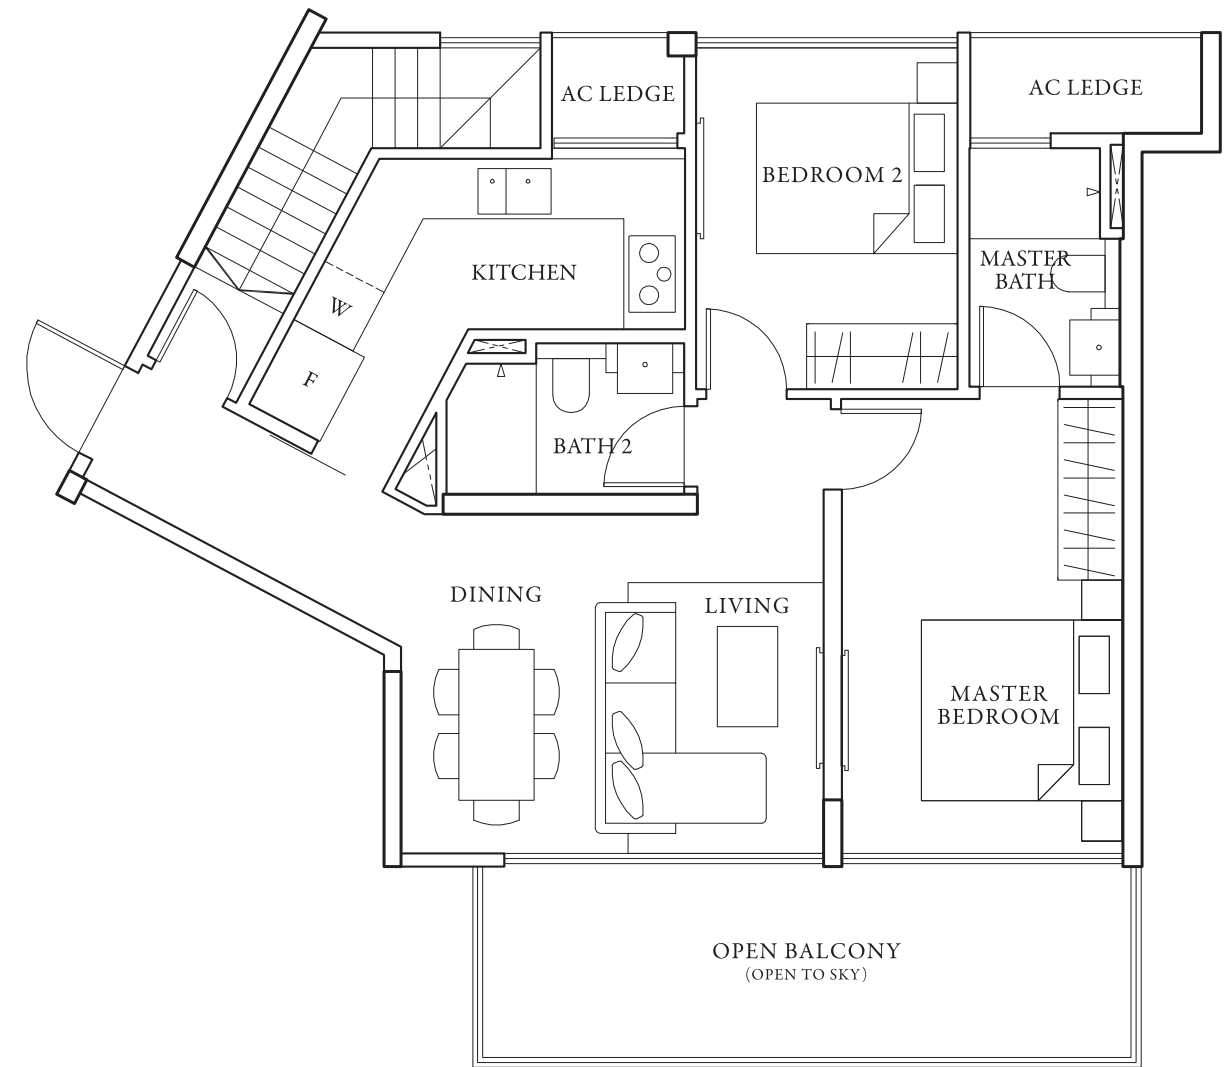 AC LEDGE
AC LEDGE
BEDROOM 2
KITCHEN
MASTER
BATH
W
F
BATH 2
DINING
LIVING
MASTER
BEDROOM
OPEN BALCONY
(OPEN TO SKY)